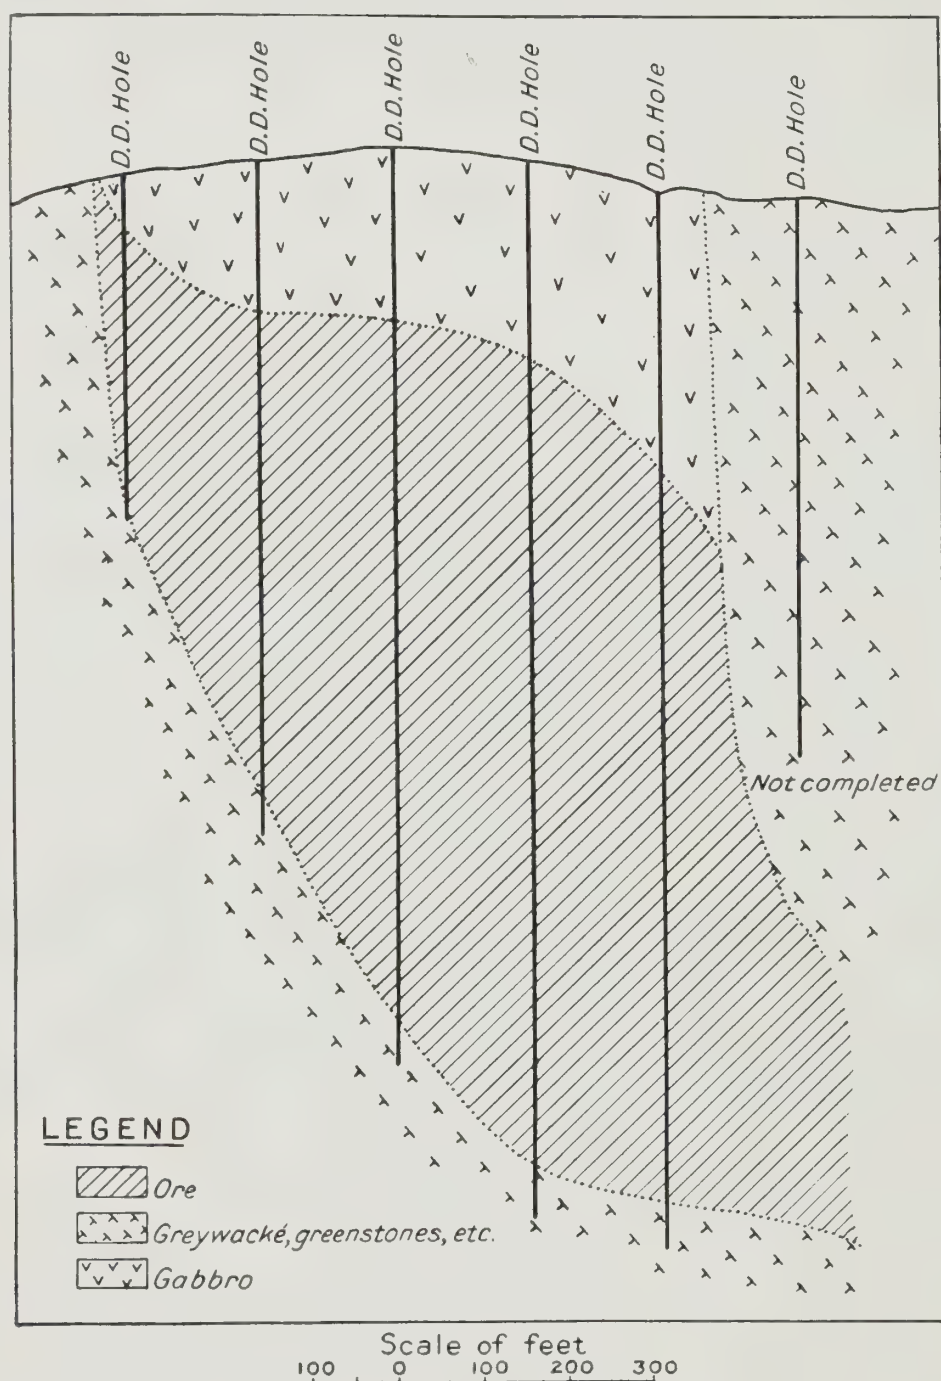 D.D. Hole
D.D. Hole
D.D. Hole
D.D. Hole
D.D. Hole
D.D. Hole
Not completed
LEGEND
Ore
Greywacké, greenstones, etc.
Gabbro
Scale of feet
100 0 100 200 300